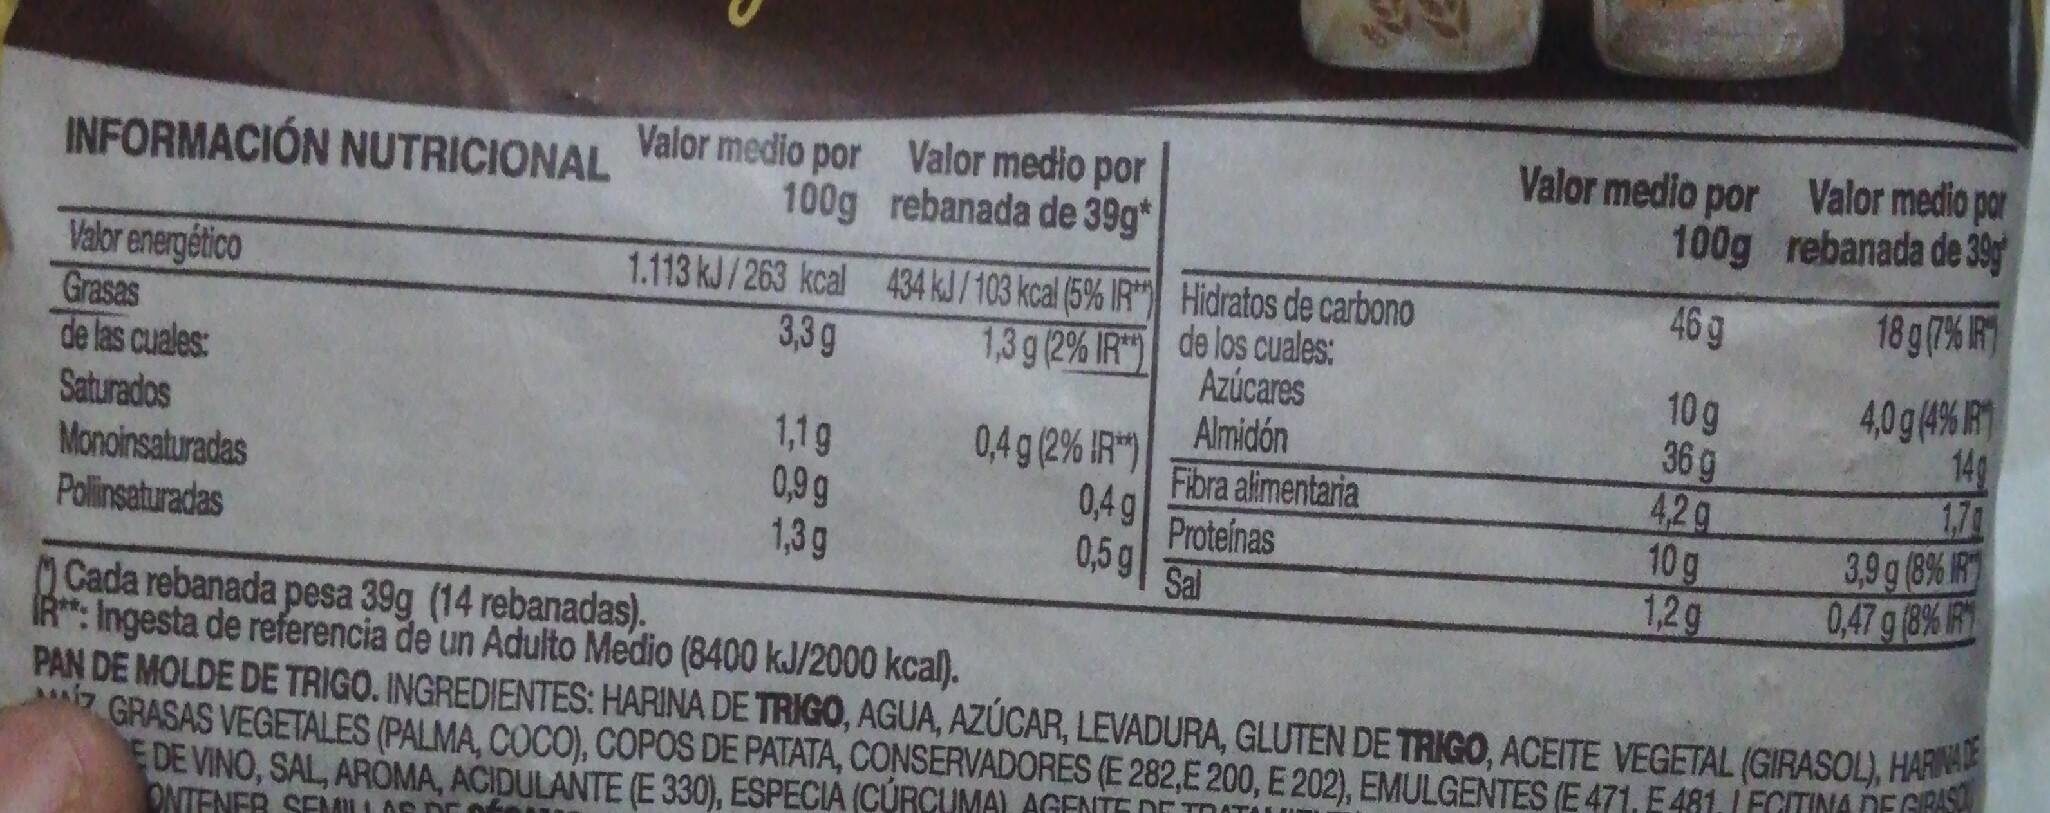 INFORMACIÓN NUTRICIONAL Valor medio por 100g Valor medio por rebanada de 39g*
Valor energético 1.113 kJ / 263 kcal 434 kJ / 103 kcal (5% IR**)
Grasas 3,3 g 1,3 g (2% IR**)
de las cuales:
Saturados 1,1 g 0,4 g (2% IR**)
Monoinsaturadas 0,9 g 0,4 g
Poliinsaturadas 1,3 g 0,5 g
Valor medio por 100g Valor medio por rebanada de 39g*
Hidratos de carbono 46 g 18 g (7% IR**)
de los cuales:
Azúcares 10 g 4,0 g (4% IR**)
Almidón 36 g 14g
Fibra alimentaria 4,2 g 1,7g
Proteínas 10 g 3,9 g (8% IR**)
Sal 1,2 g 0,47 g (8% IR**)
(*) Cada rebanada pesa 39g (14 rebanadas).
IR**: Ingesta de referencia de un Adulto Medio (8400 kJ/2000 kcal).
PAN DE MOLDE DE TRIGO. INGREDIENTES: HARINA DE TRIGO, AGUA, AZÚCAR, LEVADURA, GLUTEN DE TRIGO, ACEITE VEGETAL (GIRASOL), HARINA DE
MAÍZ, GRASAS VEGETALES (PALMA, COCO), COPOS DE PATATA, CONSERVADORES (E 282,E 200, E 202), EMULGENTES (E 471, E 481, LECITINA DE GIRASOL
DE VINO, SAL, AROMA, ACIDULANTE (E 330), ESPECIA (CÚRCUMA), AGENTE DE
SEMILLAS DE